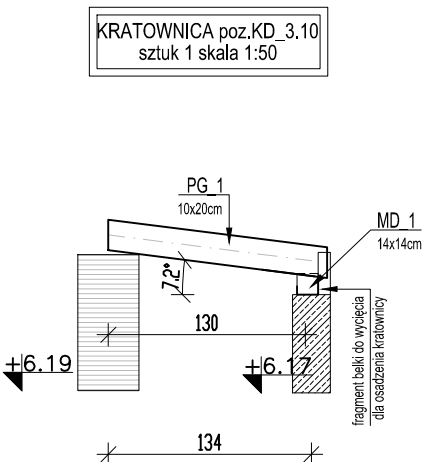 KRATOWNICA poz.KD_3.10
sztuk 1 skala 1:50
PG_1
10x20cm
MD_1
14x14cm
7.2°
130
+6.19
+6.17
fragment belki do wycięcia
dla osadzenia kratownicy
134